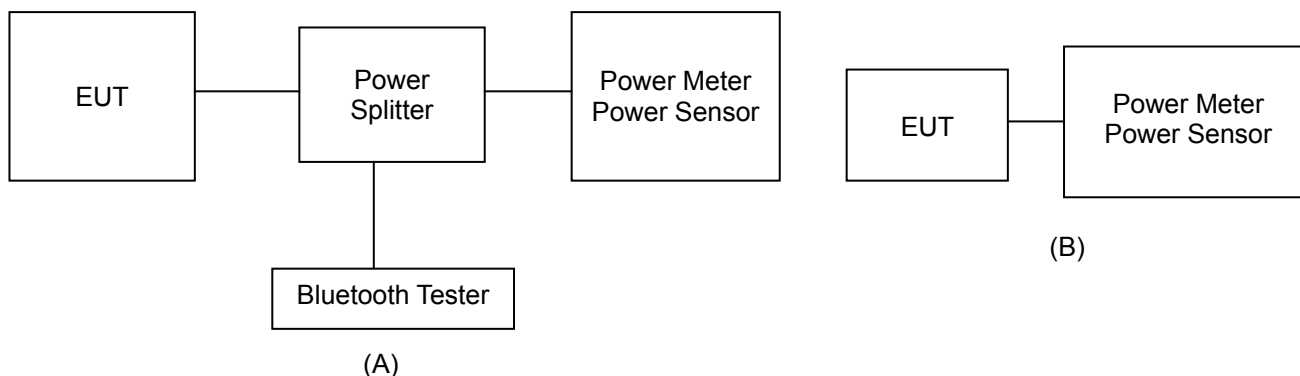 EUT
Power
Splitter
Power Meter
Power Sensor
Bluetooth Tester
(A)
EUT
Power Meter
Power Sensor
(B)